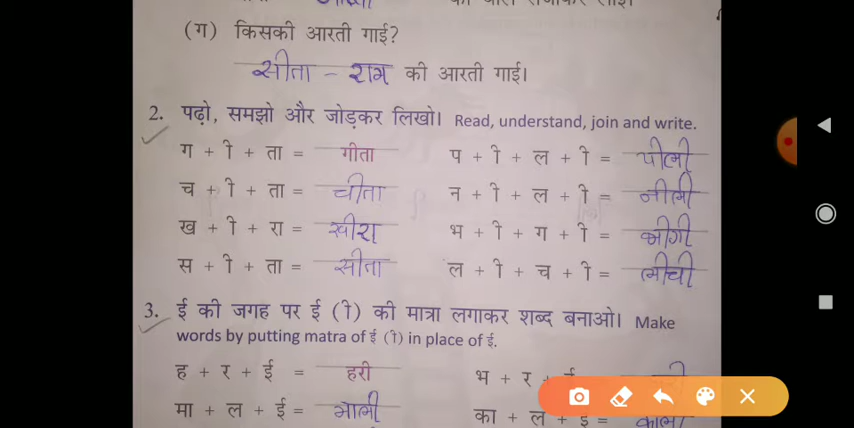 (ग) किसकी आरती गाई?
सीता - राम की आरती गाई।
2. पढ़ो, समझो और जोड़कर लिखो। Read, understand, join and write.
ग + ी + ता = गीता प + ी + ल + ी = पीली
च + ी + ता = चीता न + ी + ल + ी = नीली
ख + ी + रा = खीरा भ + ी + ग + ी = भीगी
स + ी + ता = सीता ल + ी + च + ी = लीची
3. ई की जगह पर ई (ी) की मात्रा लगाकर शब्द बनाओ। Make
words by putting matra of ई (ी) in place of ई.
ह + र + ई = हरी भ + र +
मा + ल + ई = माली का + ल + ई =